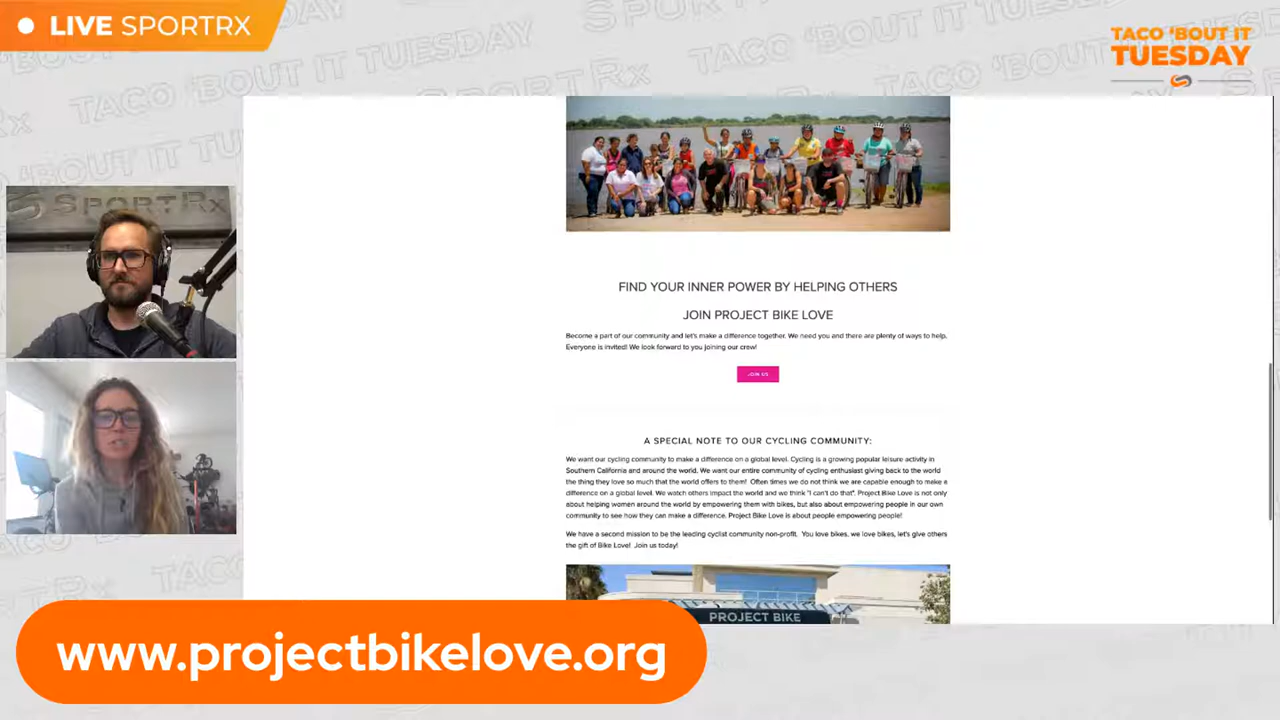 LIVE SPORTRX
TACO 'BOUT IT
TUESDAY
SPORTRX
FIND YOUR INNER POWER BY HELPING OTHERS
JOIN PROJECT BIKE LOVE
Become a part of our community and let's make a difference together. We need you and there are plenty of ways to help.
Everyone is invited! We look forward to you joining our crew!
JOIN US
A SPECIAL NOTE TO OUR CYCLING COMMUNITY:
We want our cycling community to make a difference on a global level. Cycling is a growing popular leisure activity in
Southern California and around the world. We want our entire community of cycling enthusiast giving back to the world
the thing they love so much that the world offers to them! Often times we do not think we are capable enough to make a
difference on a global level. We watch others impact the world and we think "I can't do that". Project Bike Love is not only
about helping women around the world by empowering them with bikes, but also about empowering people in our own
community to see how they can make a difference. Project Bike Love is about people empowering people!
We have a second mission to be the leading cyclist community non-profit. You love bikes, we love bikes, let's give others
the gift of Bike Love! Join us today!
PROJECT BIKE
www.projectbikelove.org